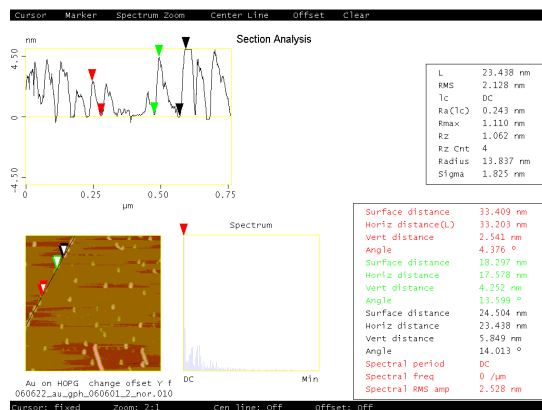 Cursor Marker Spectrum Zoom Center Line Offset Clear
nm
Section Analysis
4.50
0
-4.50
0 0.25 0.50 0.75
µm
L 23.438 nm
RMS 2.128 nm
lc DC
Ra(lc) 0.243 nm
Rmax 1.110 nm
Rz 1.062 nm
Rz Cnt 4
Radius 13.837 nm
Sigma 1.825 nm
Spectrum
DC Min
Surface distance 33.409 nm
Horiz distance(L) 33.203 nm
Vert distance 2.541 nm
Angle 4.376 °
Surface distance 18.297 nm
Horiz distance 17.578 nm
Vert distance 4.252 nm
Angle 13.599 °
Surface distance 24.504 nm
Horiz distance 23.438 nm
Vert distance 5.849 nm
Angle 14.013 °
Spectral period DC
Spectral freq 0 /µm
Spectral RMS amp 2.528 nm
Au on HOPG change offset Y f
060622_au_gph_060601_2_nor.010
Cursor: fixed Zoom: 2:1 Cen line: Off Offset: Off